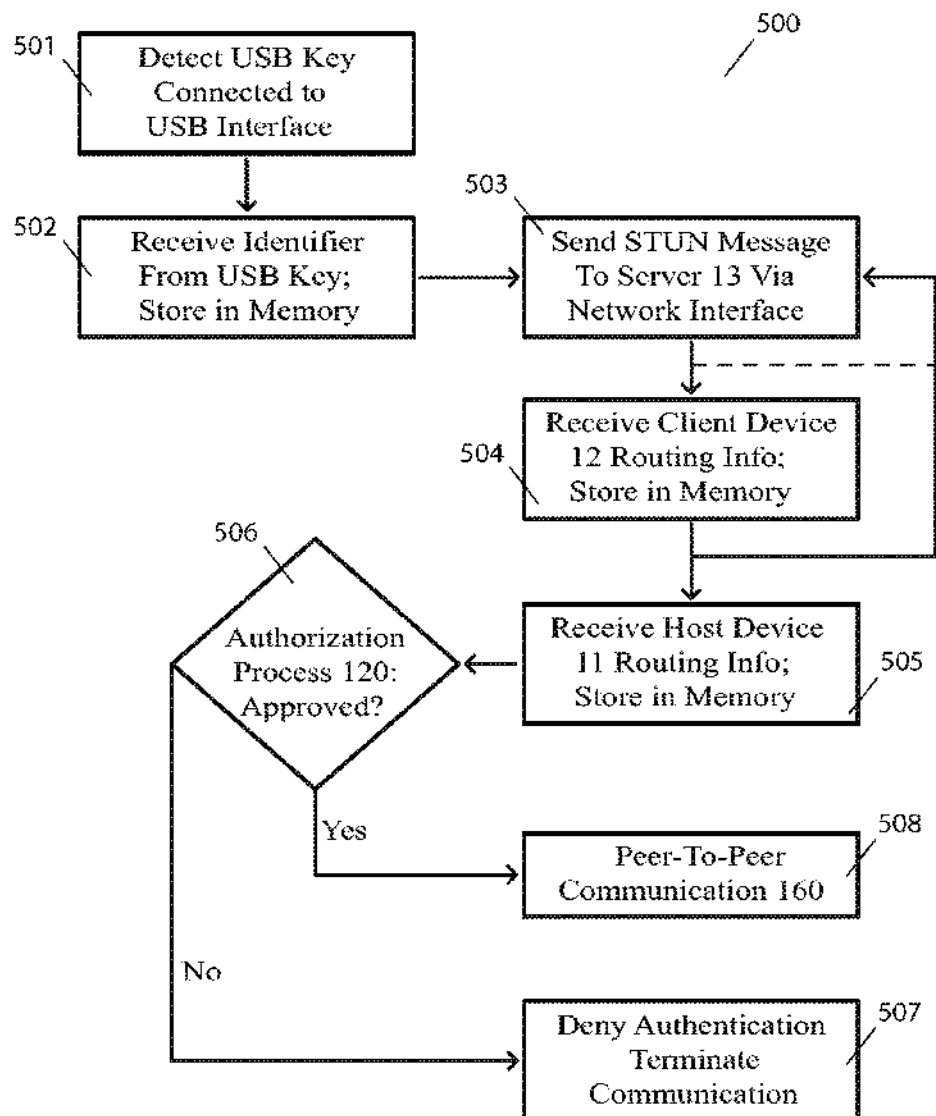 500
501
Detect USB Key
Connected to
USB Interface
502
Receive Identifier
From USB Key;
Store in Memory
503
Send STUN Message
To Server 13 Via
Network Interface
504
Receive Client Device
12 Routing Info;
Store in Memory
505
Receive Host Device
11 Routing Info;
Store in Memory
506
Authorization
Process 120:
Approved?
Yes
508
Peer-To-Peer
Communication 160
No
507
Deny Authentication
Terminate
Communication